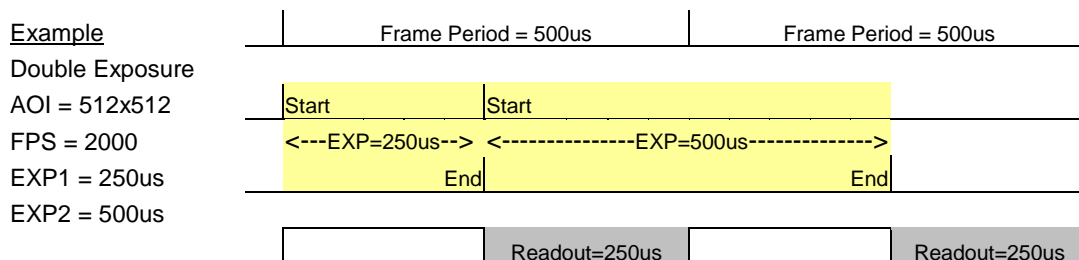 Example
Frame Period = 500us Frame Period = 500us
Double Exposure
AOI = 512x512 Start Start
FPS = 2000 <---EXP=250us--> <---------------EXP=500us-------------->
EXP1 = 250us End End
EXP2 = 500us
Readout=250us Readout=250us